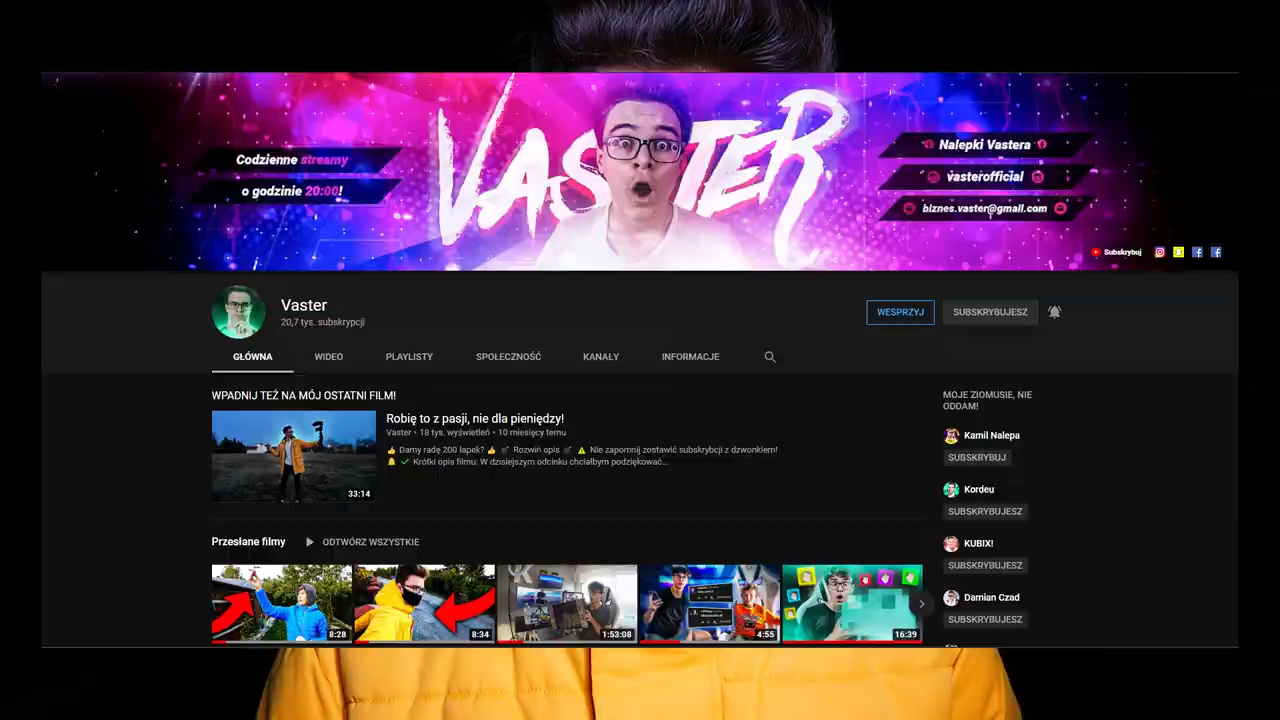 VASTER
Codzienne streamy
o godzinie 20:00!
Nalepki Vastera
vasterofficial
biznes.vaster@gmail.com
Subskrybuj
Vaster
20,7 tys. subskrypcji
WESPRZYJ
SUBSKRYBUJESZ
GŁÓWNA WIDEO PLAYLISTY SPOŁECZNOŚĆ KANAŁY INFORMACJE
WPADNIJ TEŻ NA MÓJ OSTATNI FILM!
Robię to z pasji, nie dla pieniędzy!
Vaster • 18 tys. wyświetleń • 10 miesięcy temu
👍 Damy radę 200 łapek? 👍 Rozwiń opis ⚠️ Nie zapomnij zostawić subskrybcji z dzwonkiem!
🔔 ✔ Krótki opis filmu: W dzisiejszym odcinku chciałbym podziękować...
33:14
Przesłane filmy ▶ ODTWÓRZ WSZYSTKIE
8:28
8:34
1:53:08
4:55
16:39
MOJE ZIOMUSIE, NIE
ODDAM!
Kamil Nalepa
SUBSKRYBUJ
Kordeu
SUBSKRYBUJESZ
KUBIX!
SUBSKRYBUJESZ
Damian Czad
SUBSKRYBUJESZ